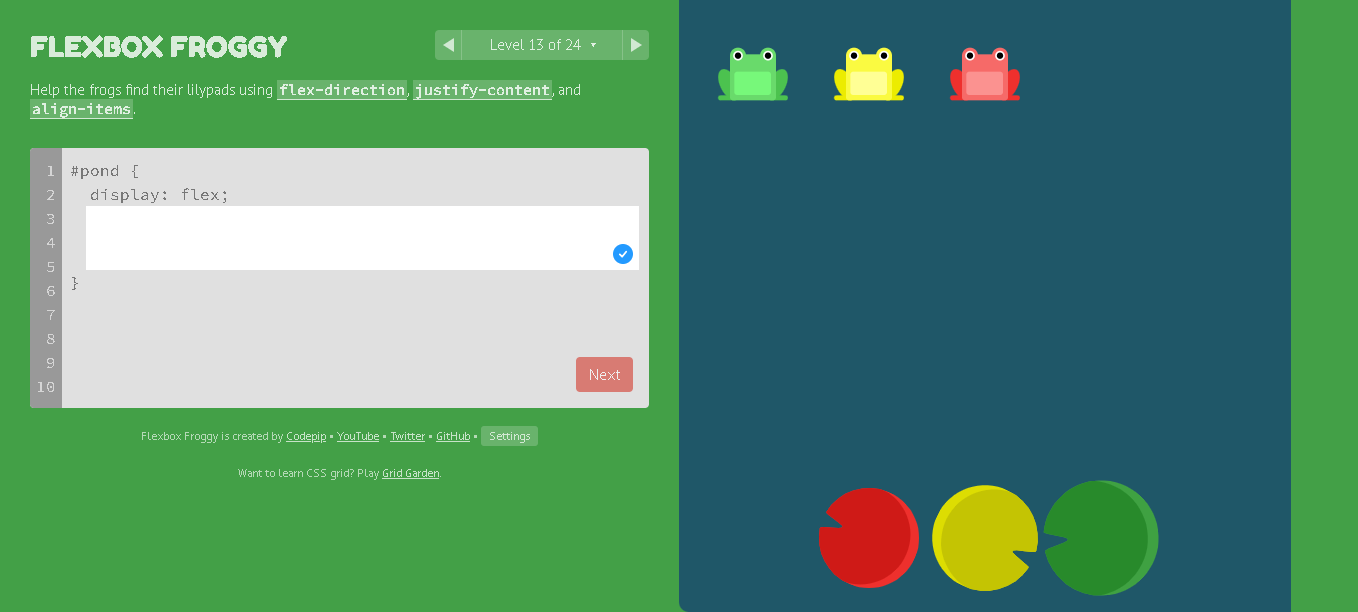 FLEXBOX FROGGY
Level 13 of 24
Help the frogs find their lilypads using flex-direction, justify-content, and
align-items.
1 #pond {
2 display: flex;
3
4
5
6 }
7
8
9
10
Next
Flexbox Froggy is created by Codepip • YouTube • Twitter • GitHub • Settings
Want to learn CSS grid? Play Grid Garden.